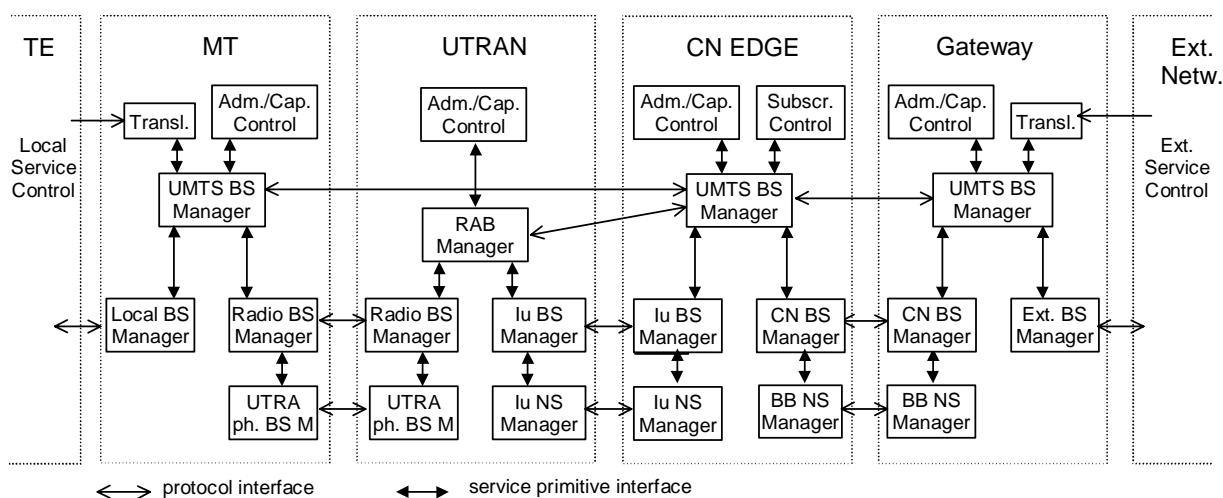 TE
MT
UTRAN
CN EDGE
Gateway
Ext.
Netw.
Local
Service
Control
Transl.
Adm./Cap.
Control
Adm./Cap.
Control
Adm./Cap.
Control
Subscr.
Control
Adm./Cap.
Control
Transl.
Ext.
Service
Control
UMTS BS
Manager
RAB
Manager
UMTS BS
Manager
UMTS BS
Manager
Local BS
Manager
Radio BS
Manager
Radio BS
Manager
Iu BS
Manager
Iu BS
Manager
CN BS
Manager
CN BS
Manager
Ext. BS
Manager
UTRA
ph. BS M
UTRA
ph. BS M
Iu NS
Manager
Iu NS
Manager
BB NS
Manager
BB NS
Manager
protocol interface
service primitive interface